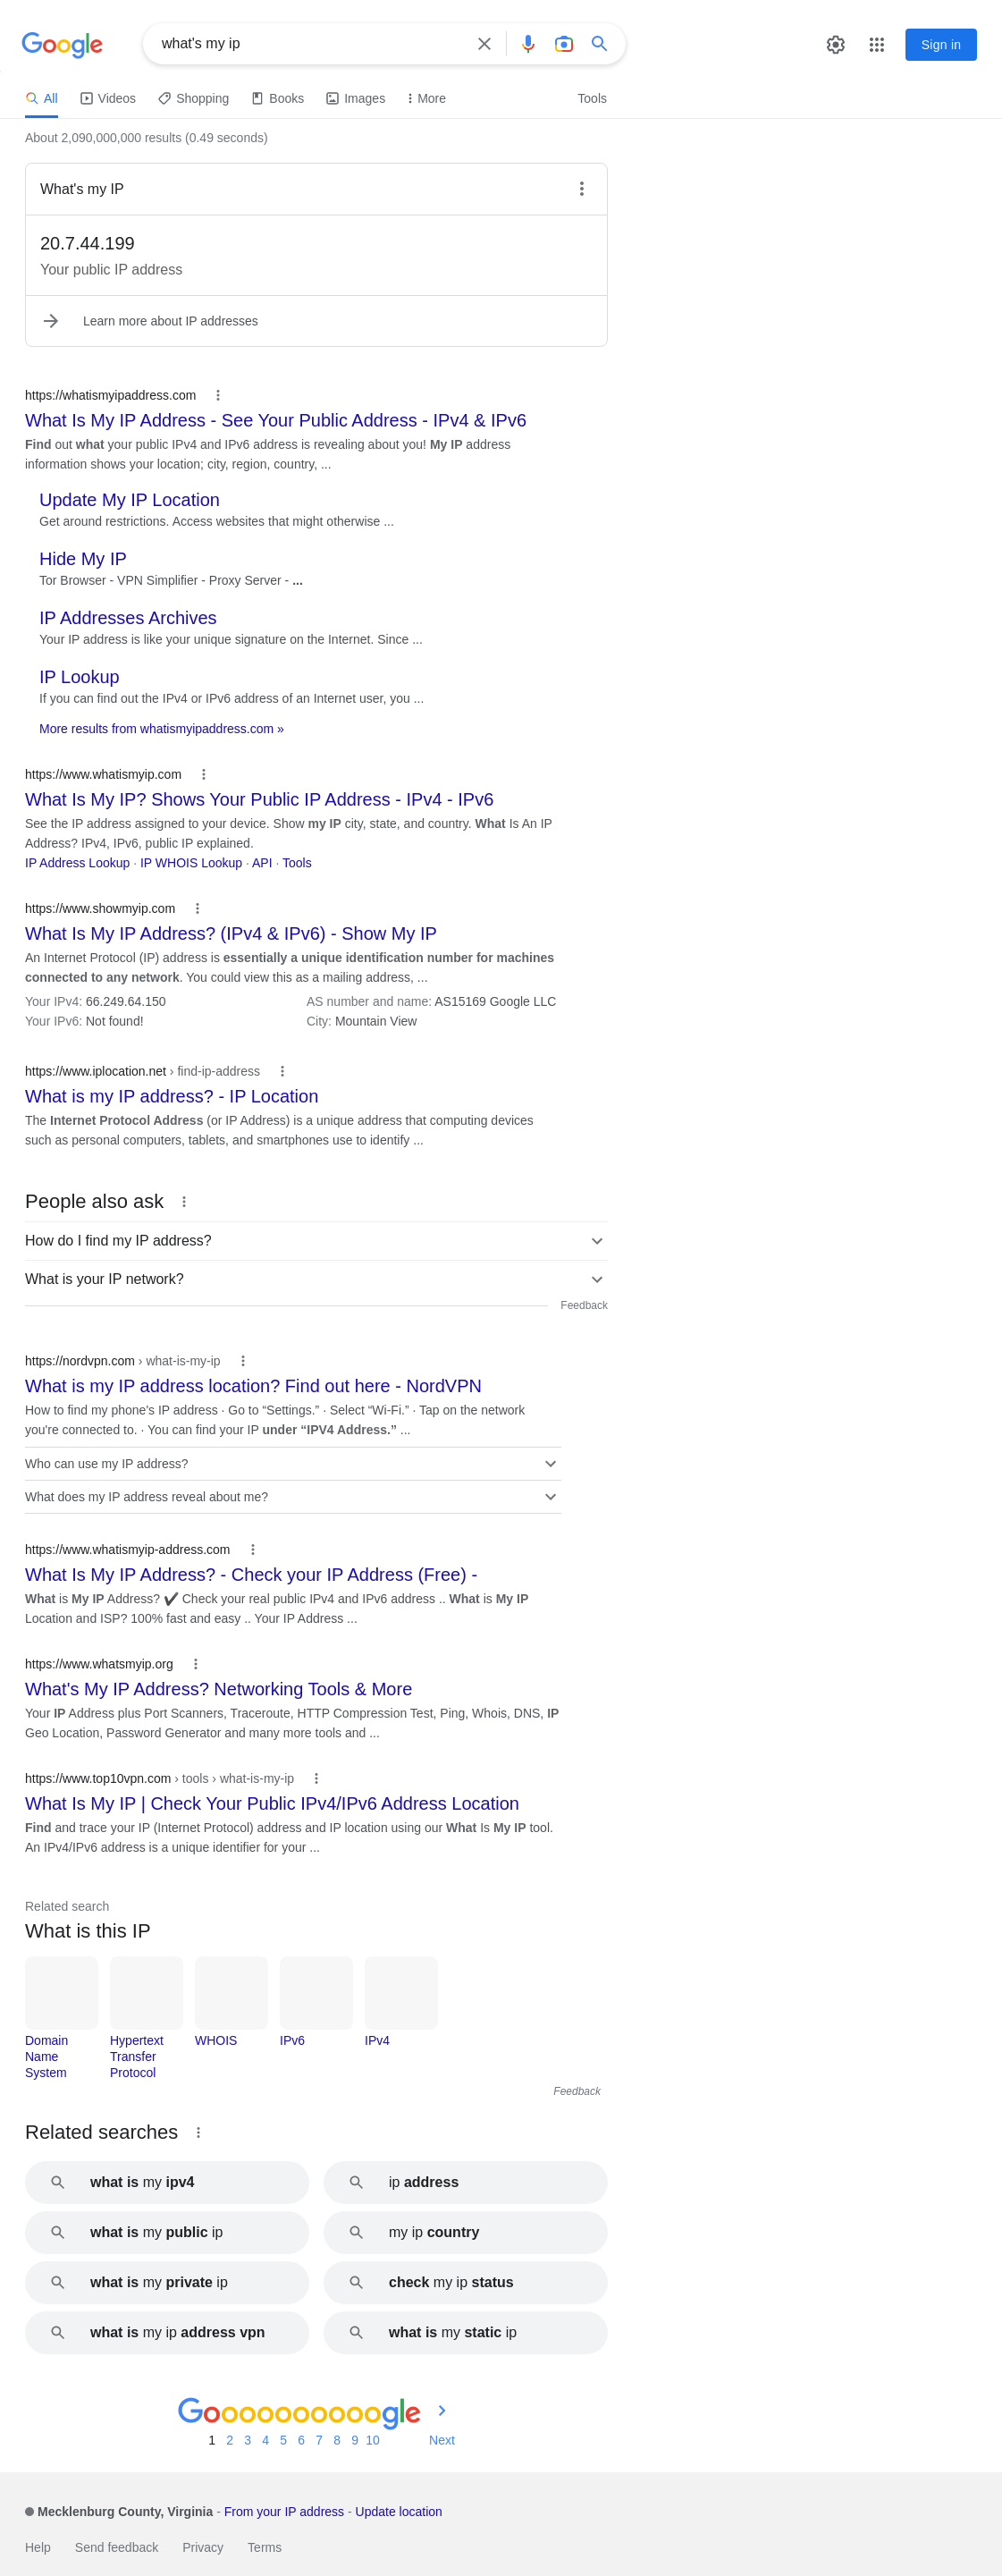 Google
what's my ip
Sign in
All Videos Shopping Books Images More Tools
About 2,090,000,000 results (0.49 seconds)
What's my IP
20.7.44.199
Your public IP address
Learn more about IP addresses
https://whatismyipaddress.com
What Is My IP Address - See Your Public Address - IPv4 & IPv6
Find out what your public IPv4 and IPv6 address is revealing about you! My IP address
information shows your location; city, region, country, ...
Update My IP Location
Get around restrictions. Access websites that might otherwise ...
Hide My IP
Tor Browser - VPN Simplifier - Proxy Server - ...
IP Addresses Archives
Your IP address is like your unique signature on the Internet. Since ...
IP Lookup
If you can find out the IPv4 or IPv6 address of an Internet user, you ...
More results from whatismyipaddress.com »
https://www.whatismyip.com
What Is My IP? Shows Your Public IP Address - IPv4 - IPv6
See the IP address assigned to your device. Show my IP city, state, and country. What Is An IP
Address? IPv4, IPv6, public IP explained.
IP Address Lookup · IP WHOIS Lookup · API · Tools
https://www.showmyip.com
What Is My IP Address? (IPv4 & IPv6) - Show My IP
An Internet Protocol (IP) address is essentially a unique identification number for machines
connected to any network. You could view this as a mailing address, ...
Your IPv4: 66.249.64.150 AS number and name: AS15169 Google LLC
Your IPv6: Not found! City: Mountain View
https://www.iplocation.net › find-ip-address
What is my IP address? - IP Location
The Internet Protocol Address (or IP Address) is a unique address that computing devices
such as personal computers, tablets, and smartphones use to identify ...
People also ask
How do I find my IP address?
What is your IP network?
Feedback
https://nordvpn.com › what-is-my-ip
What is my IP address location? Find out here - NordVPN
How to find my phone's IP address · Go to “Settings.” · Select “Wi-Fi.” · Tap on the network
you're connected to. · You can find your IP under “IPV4 Address.” ...
Who can use my IP address?
What does my IP address reveal about me?
https://www.whatismyip-address.com
What Is My IP Address? - Check your IP Address (Free) -
What is My IP Address? ✔️ Check your real public IPv4 and IPv6 address .. What is My IP
Location and ISP? 100% fast and easy .. Your IP Address ...
https://www.whatsmyip.org
What's My IP Address? Networking Tools & More
Your IP Address plus Port Scanners, Traceroute, HTTP Compression Test, Ping, Whois, DNS, IP
Geo Location, Password Generator and many more tools and ...
https://www.top10vpn.com › tools › what-is-my-ip
What Is My IP | Check Your Public IPv4/IPv6 Address Location
Find and trace your IP (Internet Protocol) address and IP location using our What Is My IP tool.
An IPv4/IPv6 address is a unique identifier for your ...
Related search
What is this IP
Domain Hypertext WHOIS IPv6 IPv4
Name Transfer
System Protocol
Feedback
Related searches
what is my ipv4 ip address
what is my public ip my ip country
what is my private ip check my ip status
what is my ip address vpn what is my static ip
Goooooooooogle
1 2 3 4 5 6 7 8 9 10 Next
Mecklenburg County, Virginia - From your IP address - Update location
Help Send feedback Privacy Terms